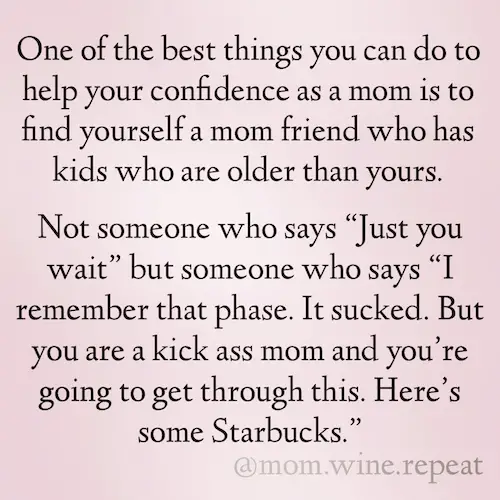 One of the best things you can do to
help your confidence as a mom is to
find yourself a mom friend who has
kids who are older than yours.
Not someone who says “Just you
wait” but someone who says “I
remember that phase. It sucked. But
you are a kick ass mom and you’re
going to get through this. Here’s
some Starbucks.”
@mom.wine.repeat